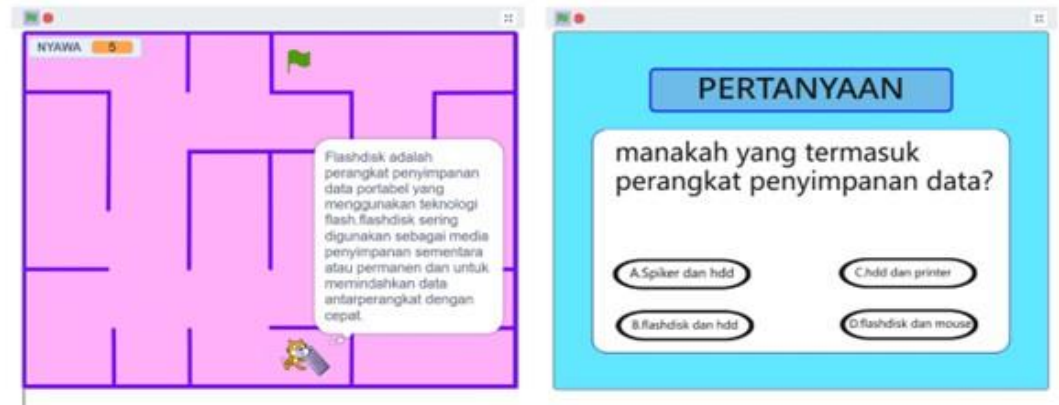 NYAWA 5
Flashdisk adalah
perangkat penyimpanan
data portabel yang
menggunakan teknologi
flash.flashdisk sering
digunakan sebagai media
penyimpanan sementara
atau permanen dan untuk
memindahkan data
antarperangkat dengan
cepat.
PERTANYAAN
manakah yang termasuk
perangkat penyimpanan data?
A.Spiker dan hdd
C.hdd dan printer
B.flashdisk dan hdd
D.flashdisk dan mouse